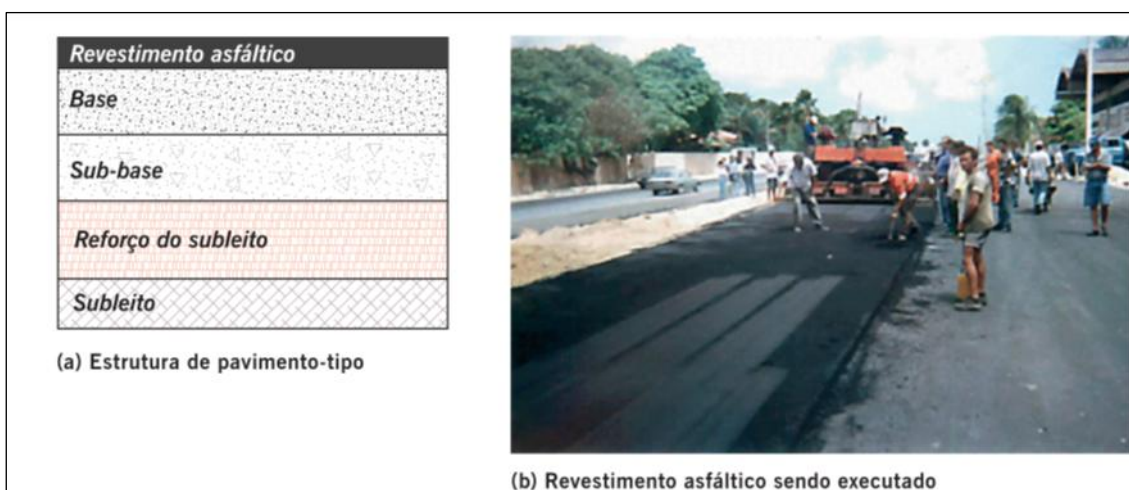 Revestimento asfáltico
Base
Sub-base
Reforço do subleito
Subleito
(a) Estrutura de pavimento-tipo
(b) Revestimento asfáltico sendo executado